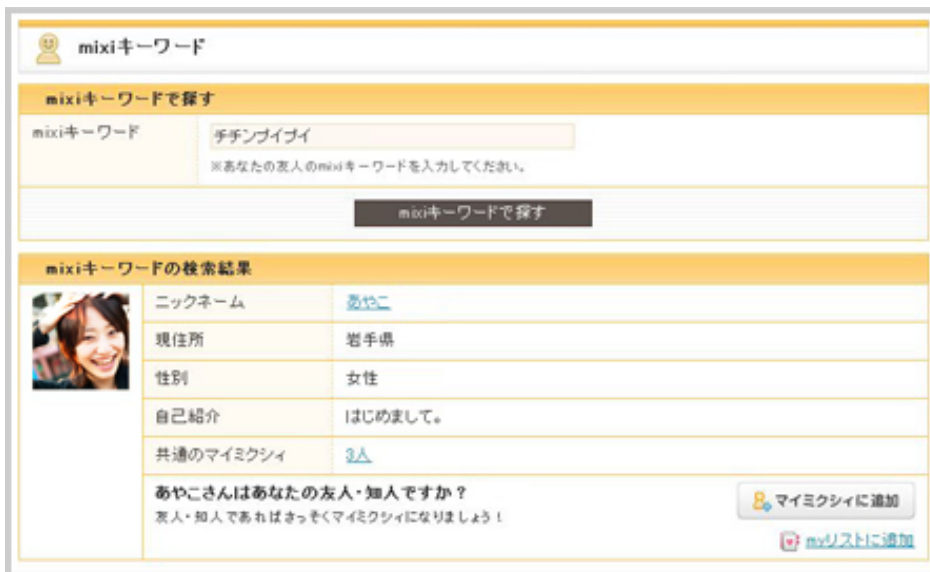 mixiキーワード
mixiキーワードで探す
mixiキーワード
チチンプイプイ
※あなたの友人のmixiキーワードを入力してください。
mixiキーワードで探す
mixiキーワードの検索結果
ニックネーム あやこ
現住所 岩手県
性別 女性
自己紹介 はじめまして。
共通のマイミクシィ 3人
あやこさんはあなたの友人・知人ですか？
友人・知人であればさっそくマイミクシィになりましょう！
マイミクシィに追加
myリストに追加